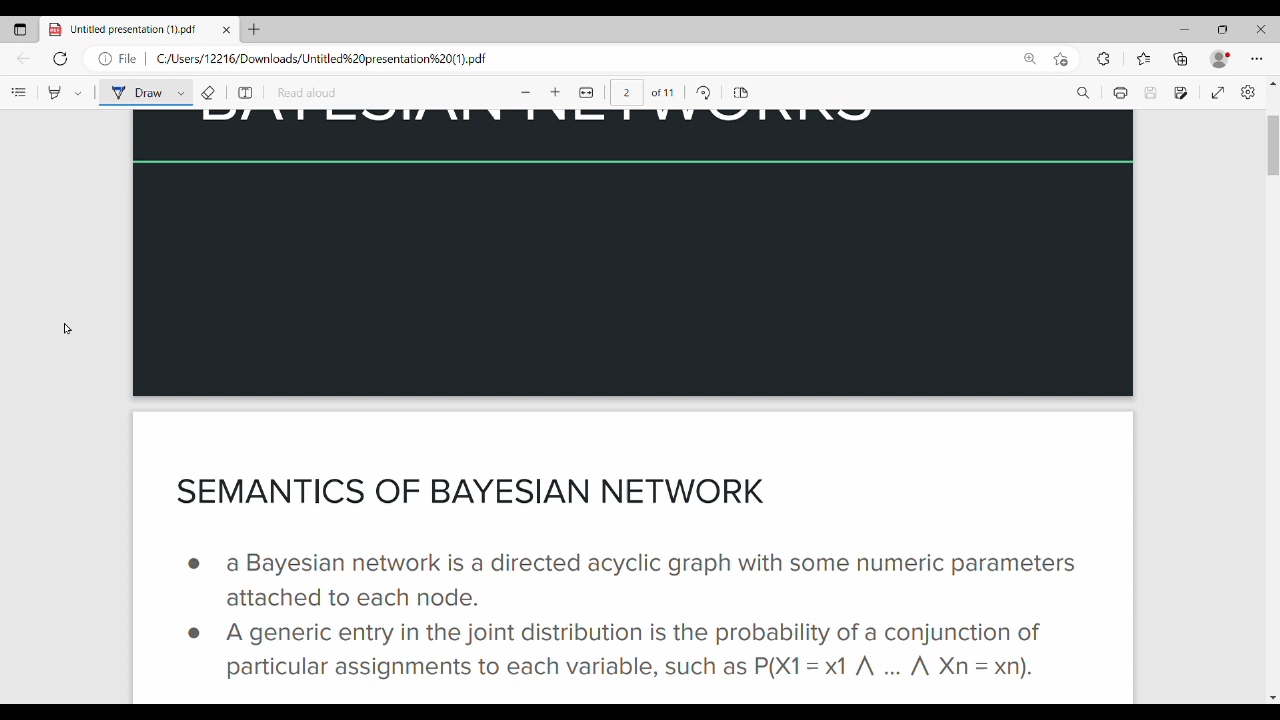 Untitled presentation (1).pdf
File C:/Users/12216/Downloads/Untitled%20presentation%20(1).pdf
Draw Read aloud 2 of 11
BAYESIAN NETWORKS
SEMANTICS OF BAYESIAN NETWORK
● a Bayesian network is a directed acyclic graph with some numeric parameters
attached to each node.
● A generic entry in the joint distribution is the probability of a conjunction of
particular assignments to each variable, such as P(X1 = x1 ∧ ... ∧ Xn = xn).